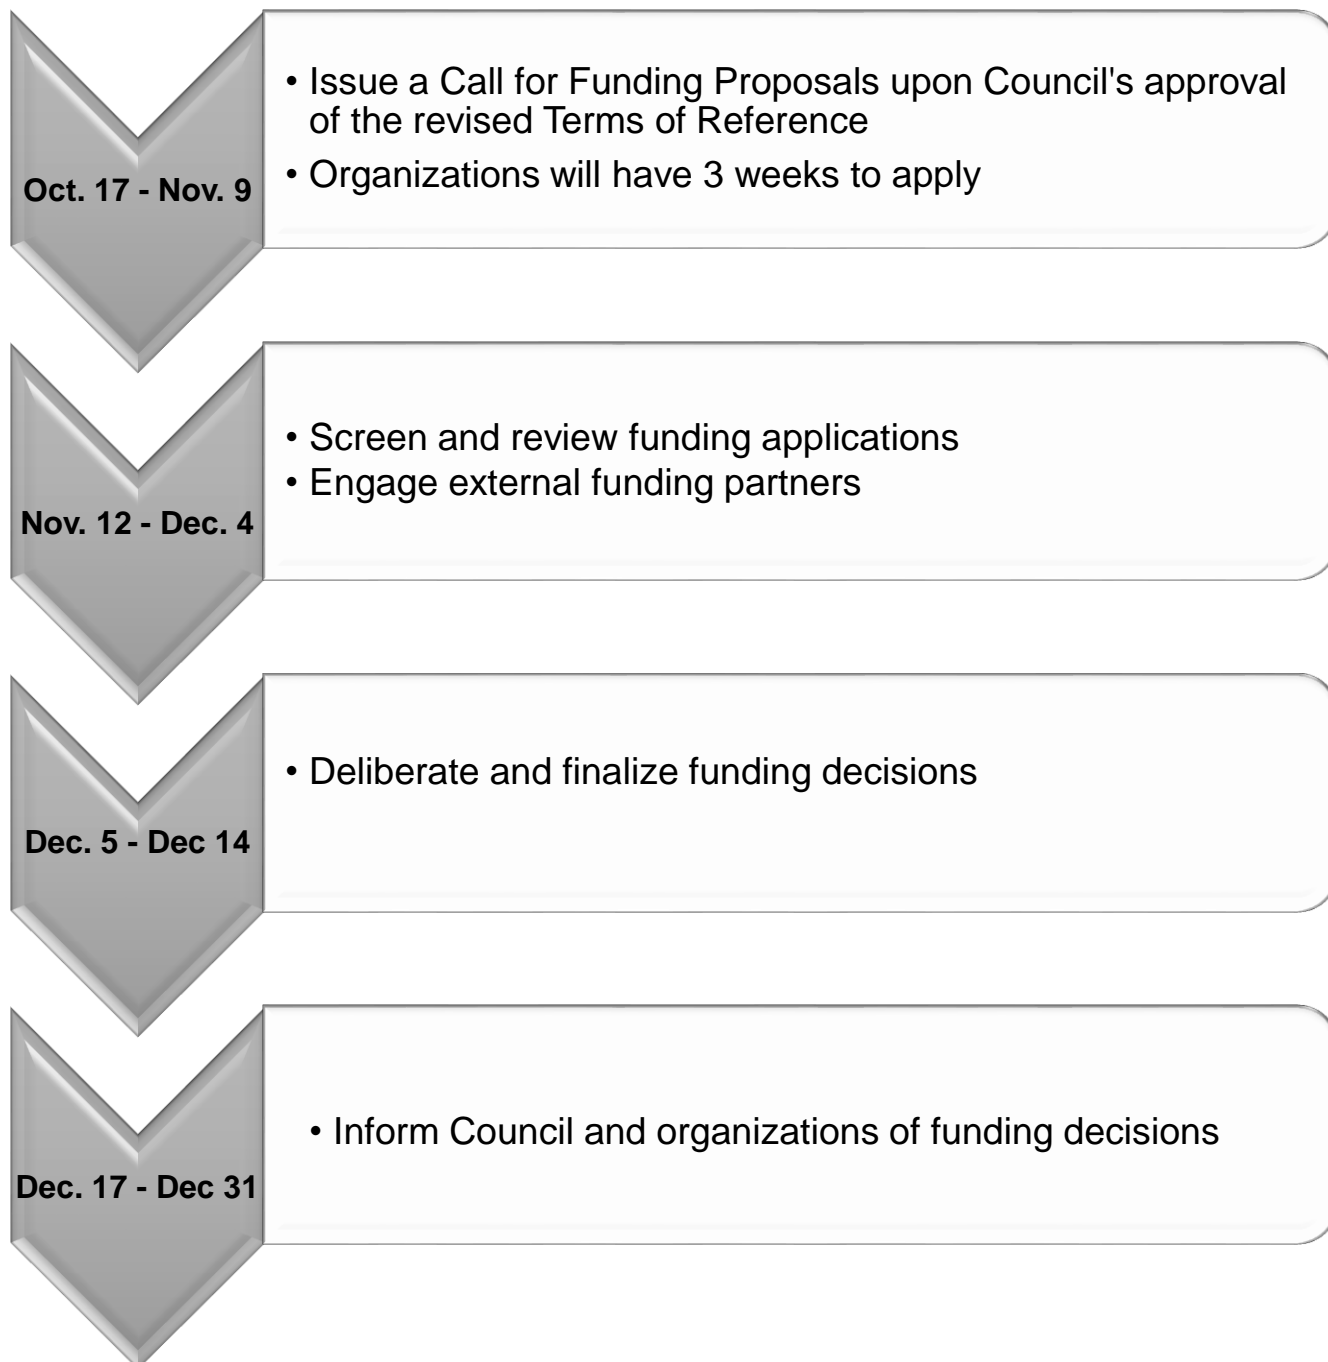 • Issue a Call for Funding Proposals upon Council's approval
of the revised Terms of Reference
• Organizations will have 3 weeks to apply
Oct. 17 - Nov. 9
• Screen and review funding applications
• Engage external funding partners
Nov. 12 - Dec. 4
• Deliberate and finalize funding decisions
Dec. 5 - Dec 14
• Inform Council and organizations of funding decisions
Dec. 17 - Dec 31